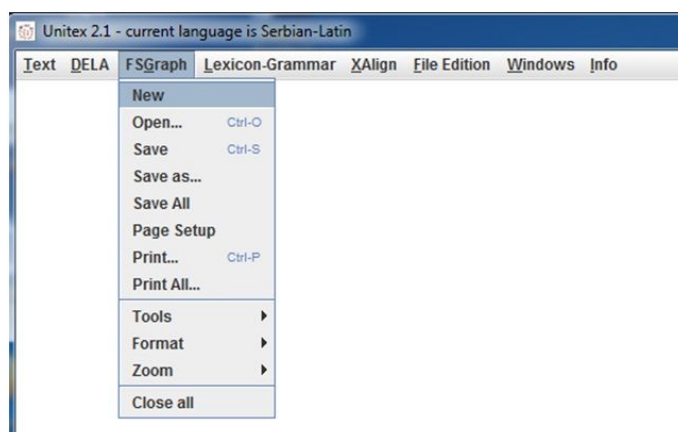 Unitex 2.1 - current language is Serbian-Latin
Text DELA FSGraph Lexicon-Grammar XAlign File Edition Windows Info
New
Open... Ctrl-O
Save Ctrl-S
Save as...
Save All
Page Setup
Print... Ctrl-P
Print All...
Tools
Format
Zoom
Close all